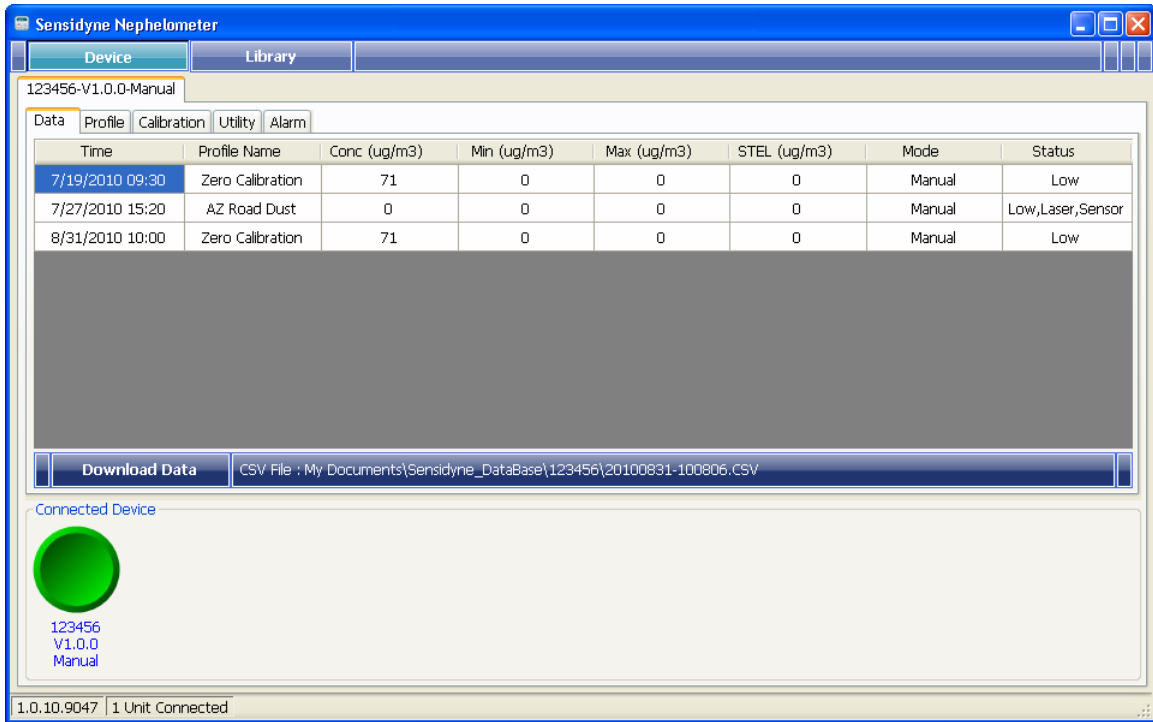 Sensidyne Nephelometer
Device Library
123456-V1.0.0-Manual
Data Profile Calibration Utility Alarm
Time Profile Name Conc (ug/m3) Min (ug/m3) Max (ug/m3) STEL (ug/m3) Mode Status
7/19/2010 09:30 Zero Calibration 71 0 0 0 Manual Low
7/27/2010 15:20 AZ Road Dust 0 0 0 0 Manual Low,Laser,Sensor
8/31/2010 10:00 Zero Calibration 71 0 0 0 Manual Low
Download Data CSV File : My Documents\Sensidyne_DataBase\123456\20100831-100806.CSV
Connected Device
123456
V1.0.0
Manual
1.0.10.9047 1 Unit Connected